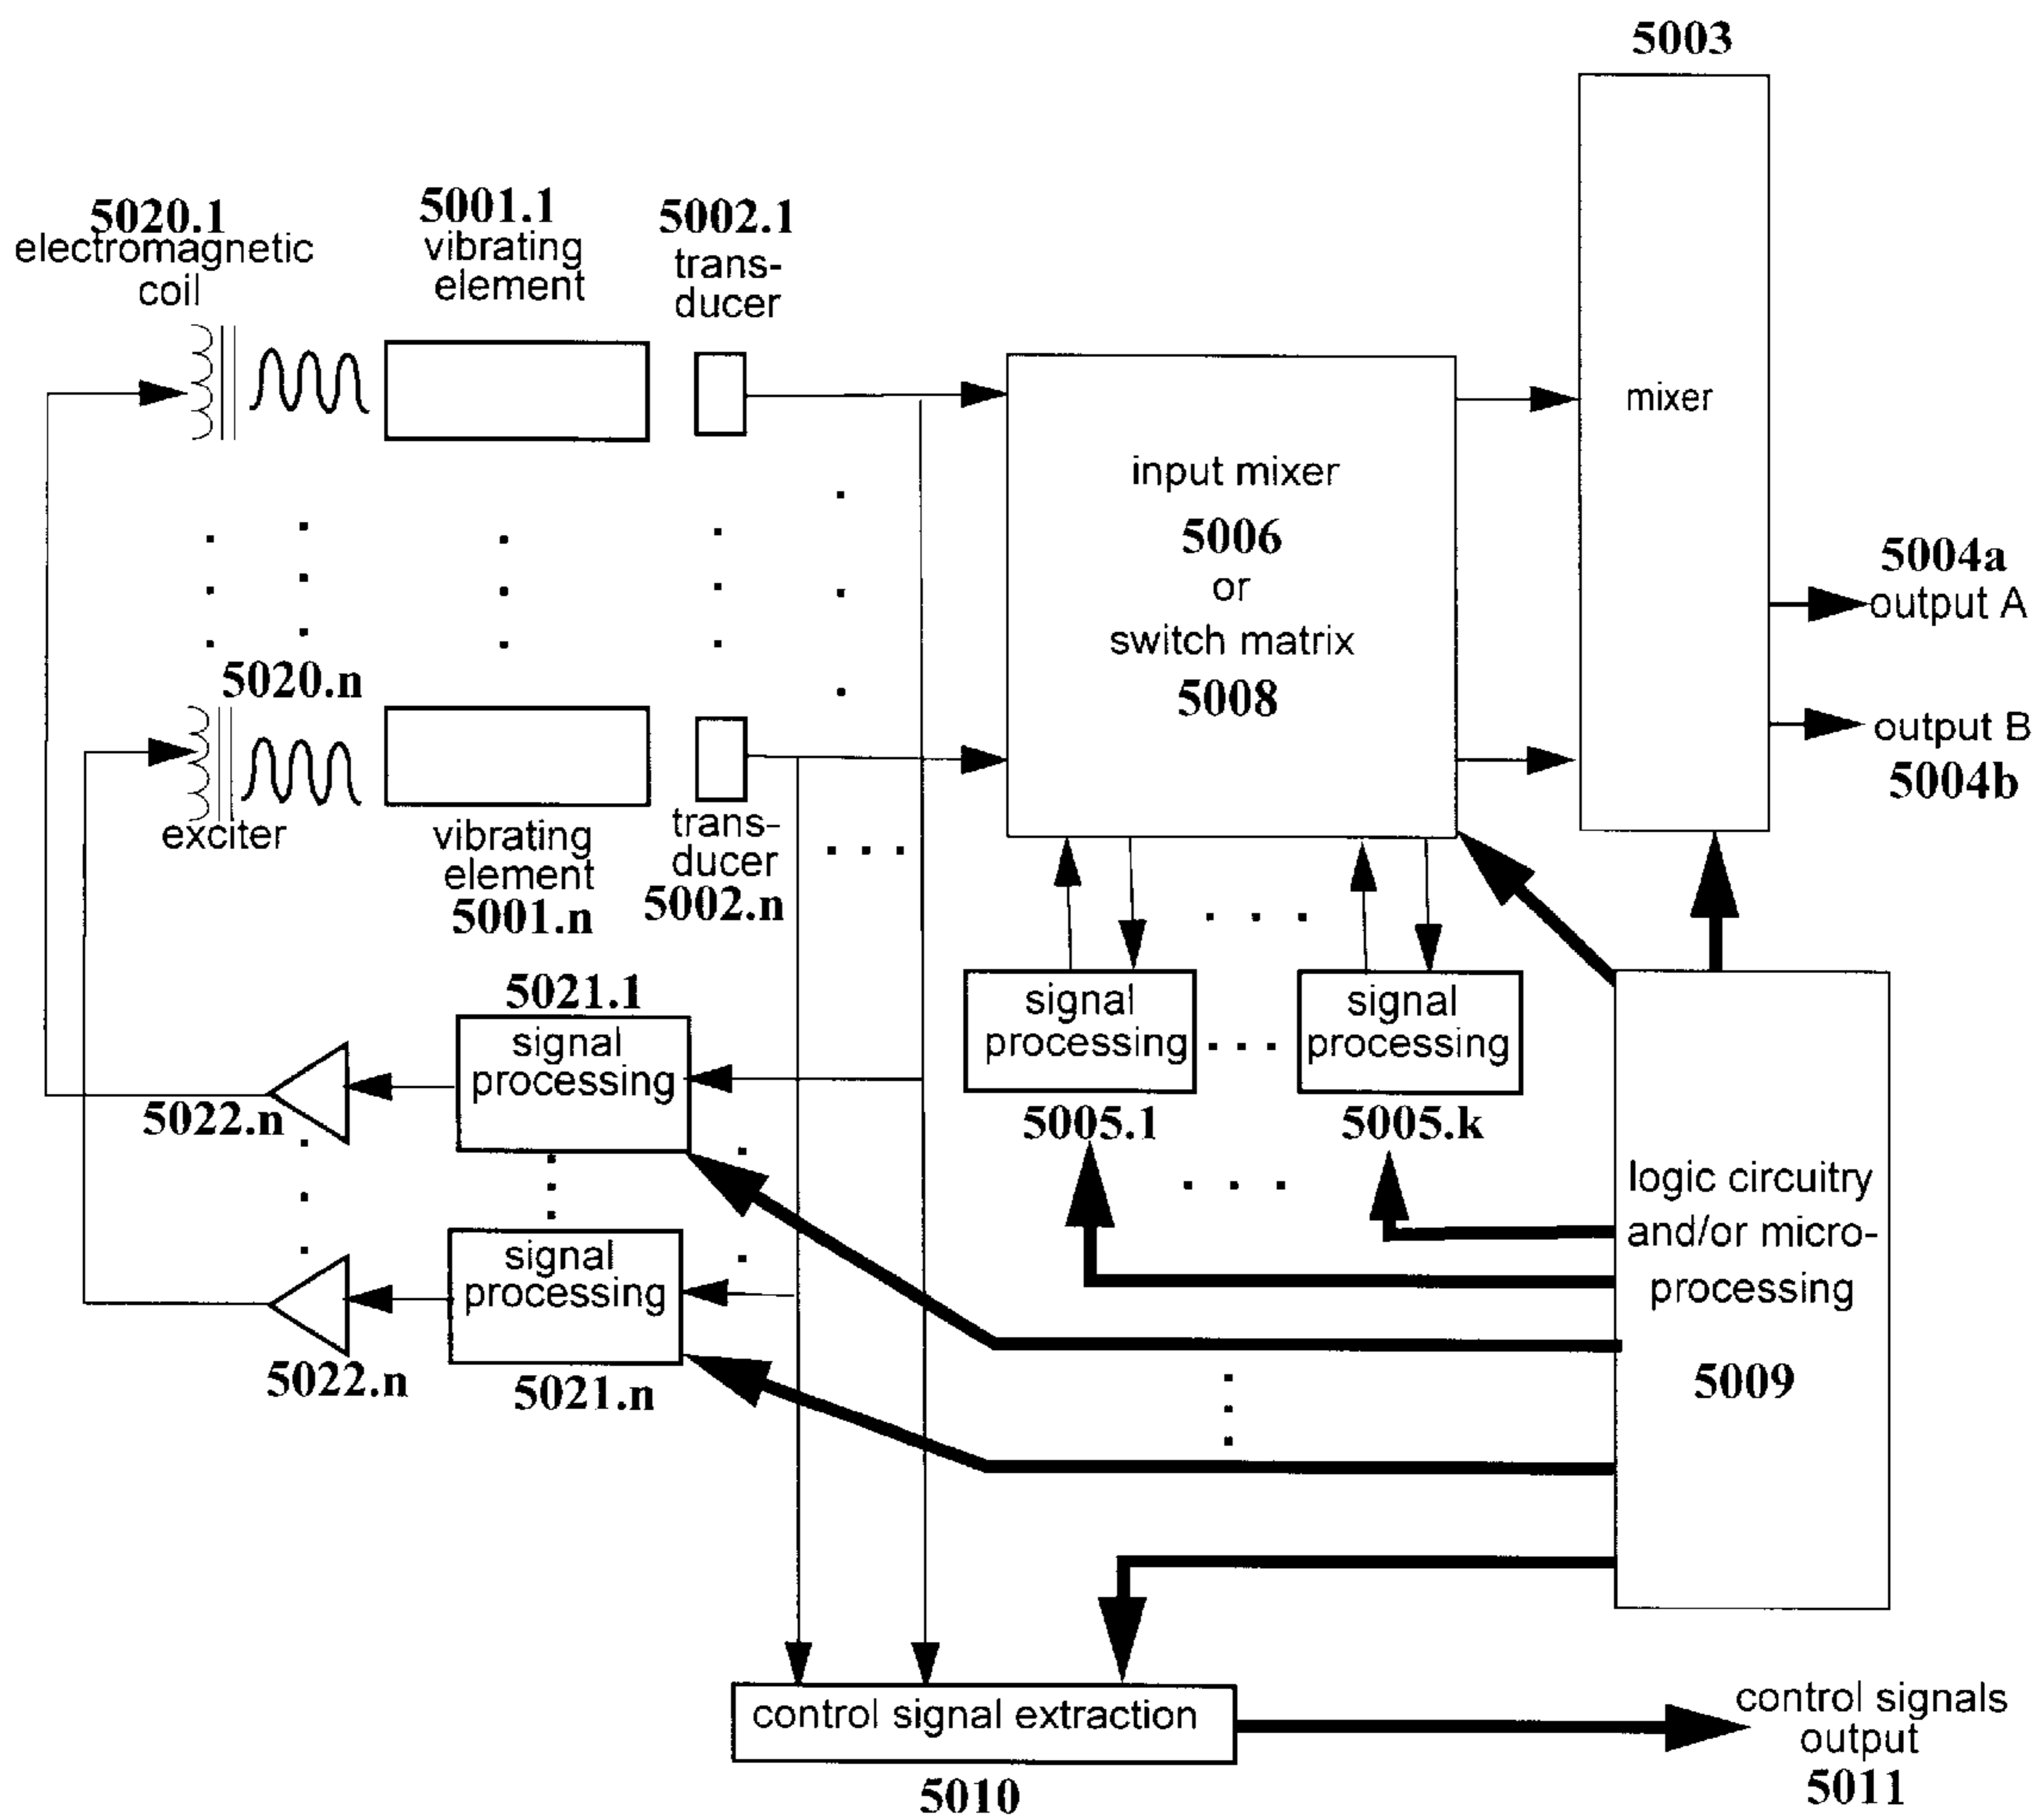 5003
5020.1
electromagnetic
coil
5001.1
vibrating
element
5002.1
trans-
ducer
mixer
input mixer
5006
or
switch matrix
5008
5004a
output A
output B
5004b
5020.n
exciter
vibrating
element
5001.n
trans-
ducer
5002.n
5021.1
signal
processing
5022.n
signal
processing
5022.n
5021.n
signal
processing
5005.1
signal
processing
5005.k
logic circuitry
and/or micro-
processing
5009
control signal extraction
5010
control signals
output
5011